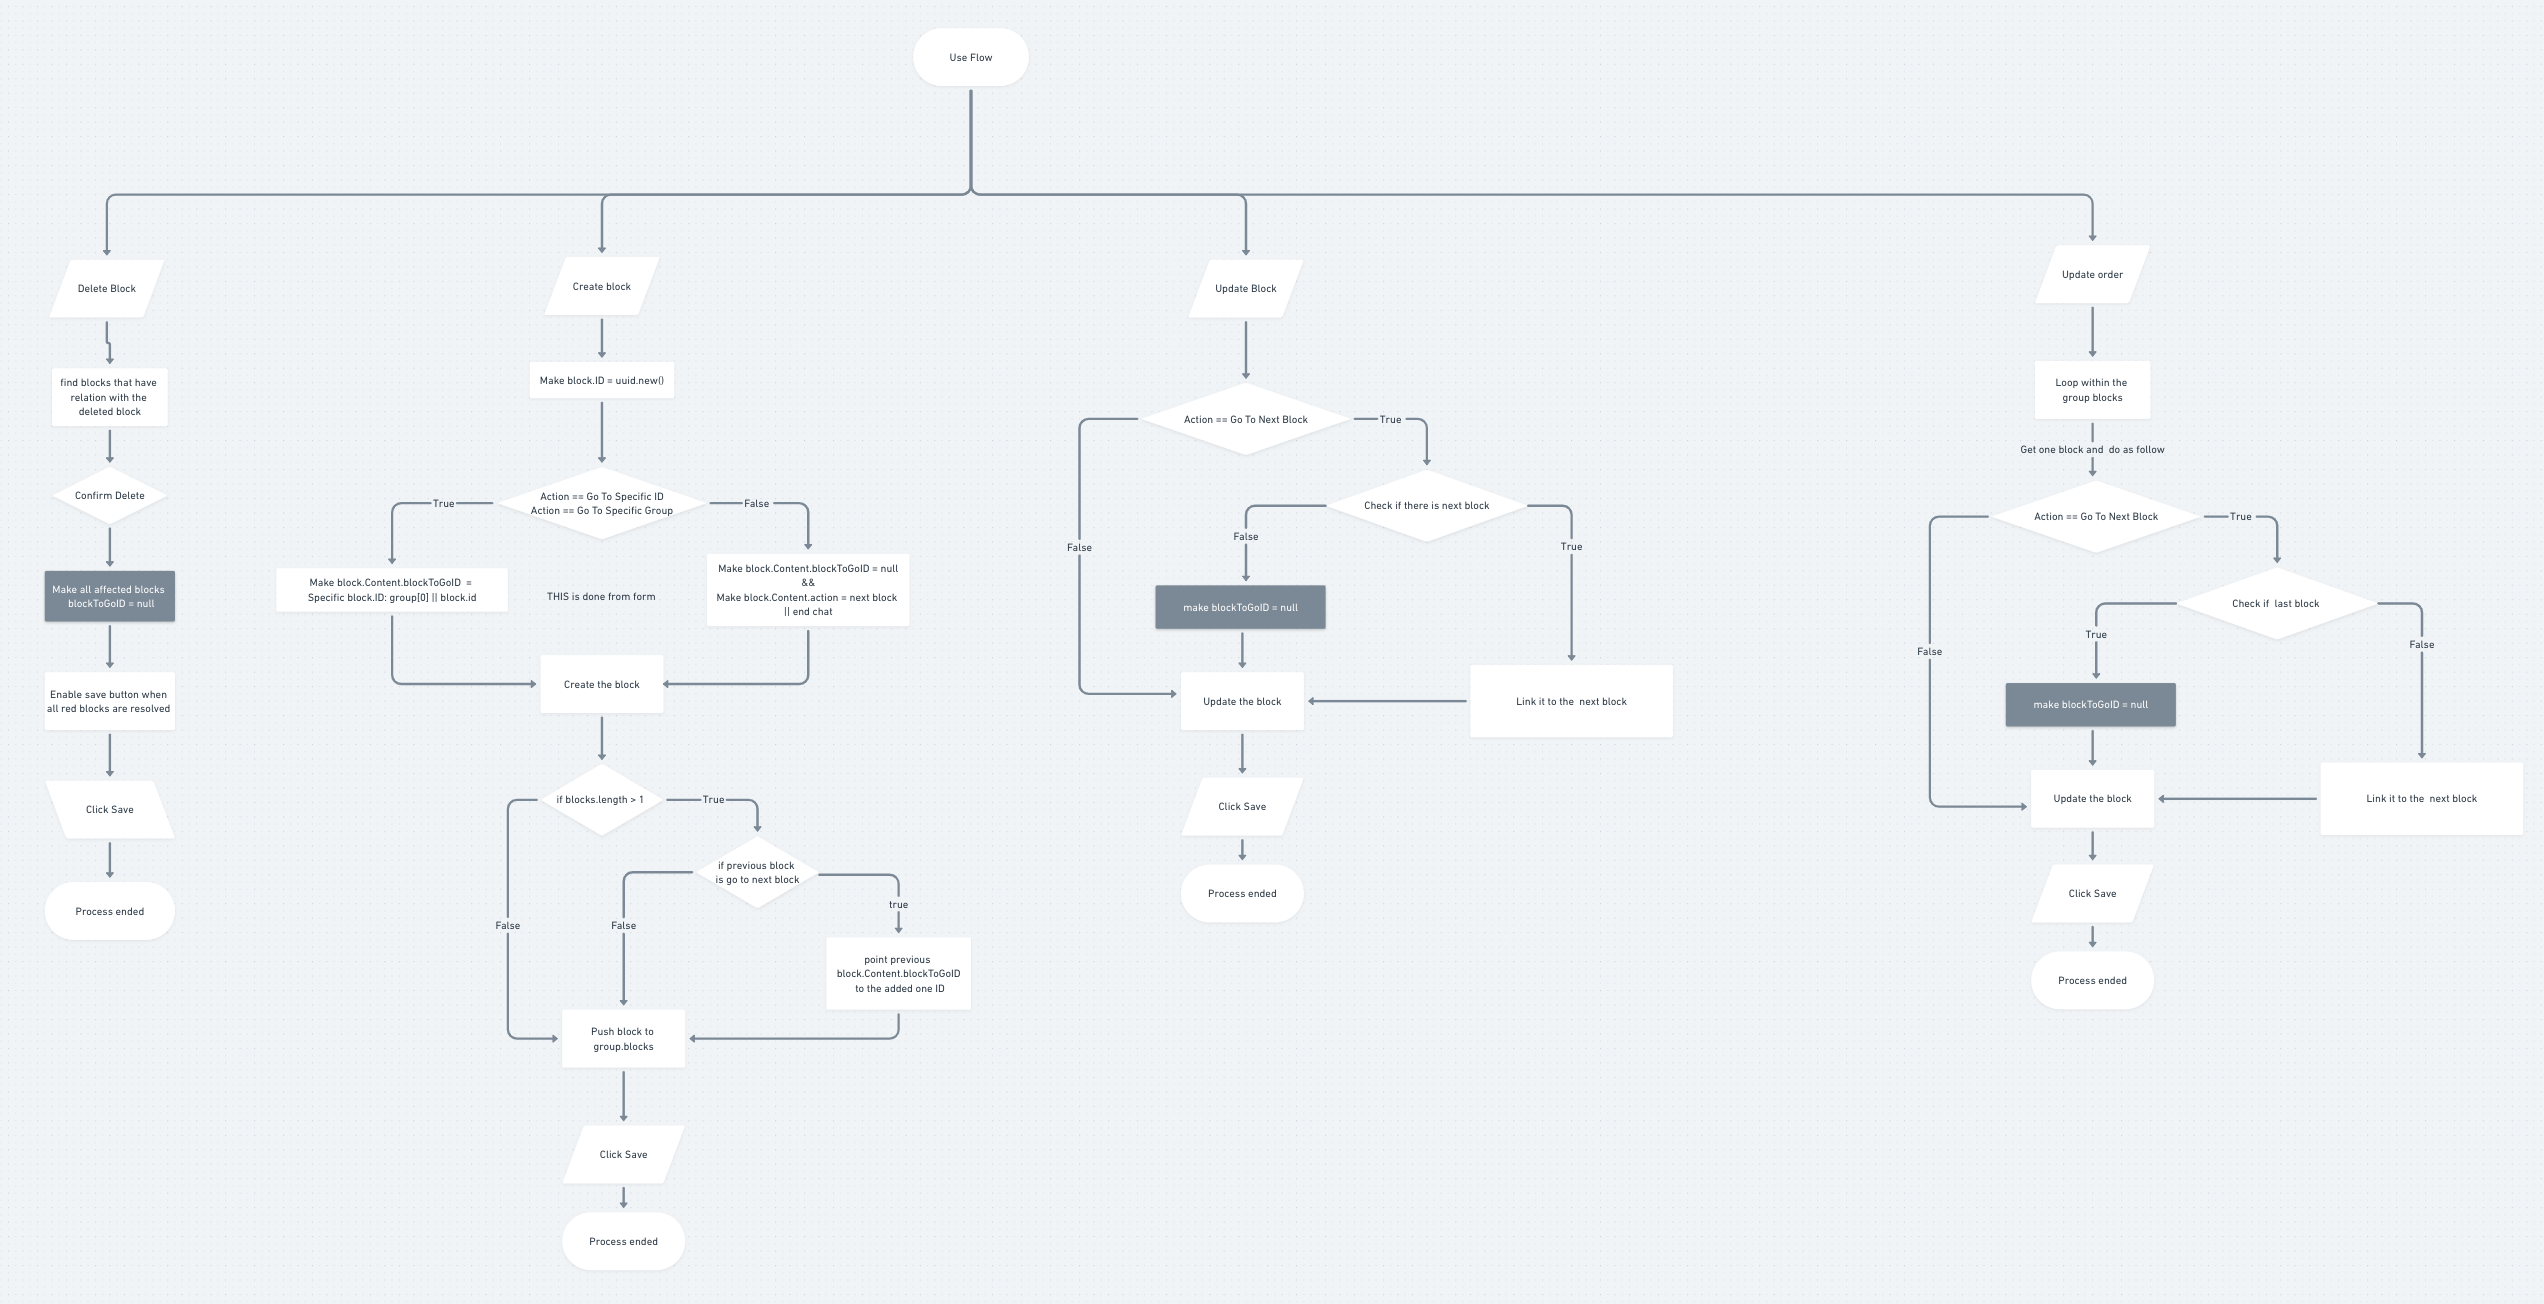 Use Flow
Delete Block
find blocks that have
relation with the
deleted block
Confirm Delete
Make all affected blocks
blockToGoID = null
Enable save button when
all red blocks are resolved
Click Save
Process ended
Create block
Make block.ID = uuid.new()
Action == Go To Specific ID
Action == Go To Specific Group
True
False
Make block.Content.blockToGoID  =
Specific block.ID: group[0] || block.id
THIS is done from form
Make block.Content.blockToGoID = null
&&
Make block.Content.action = next block
|| end chat
Create the block
if blocks.length > 1
True
if previous block
is go to next block
False
False
true
point previous
block.Content.blockToGoID
to the added one ID
Push block to
group.blocks
Click Save
Process ended
Update Block
Action == Go To Next Block
True
Check if there is next block
False
False
True
make blockToGoID = null
Update the block
Link it to the  next block
Click Save
Process ended
Update order
Loop within the
group blocks
Get one block and  do as follow
Action == Go To Next Block
True
Check if  last block
True
False
False
make blockToGoID = null
Update the block
Link it to the  next block
Click Save
Process ended